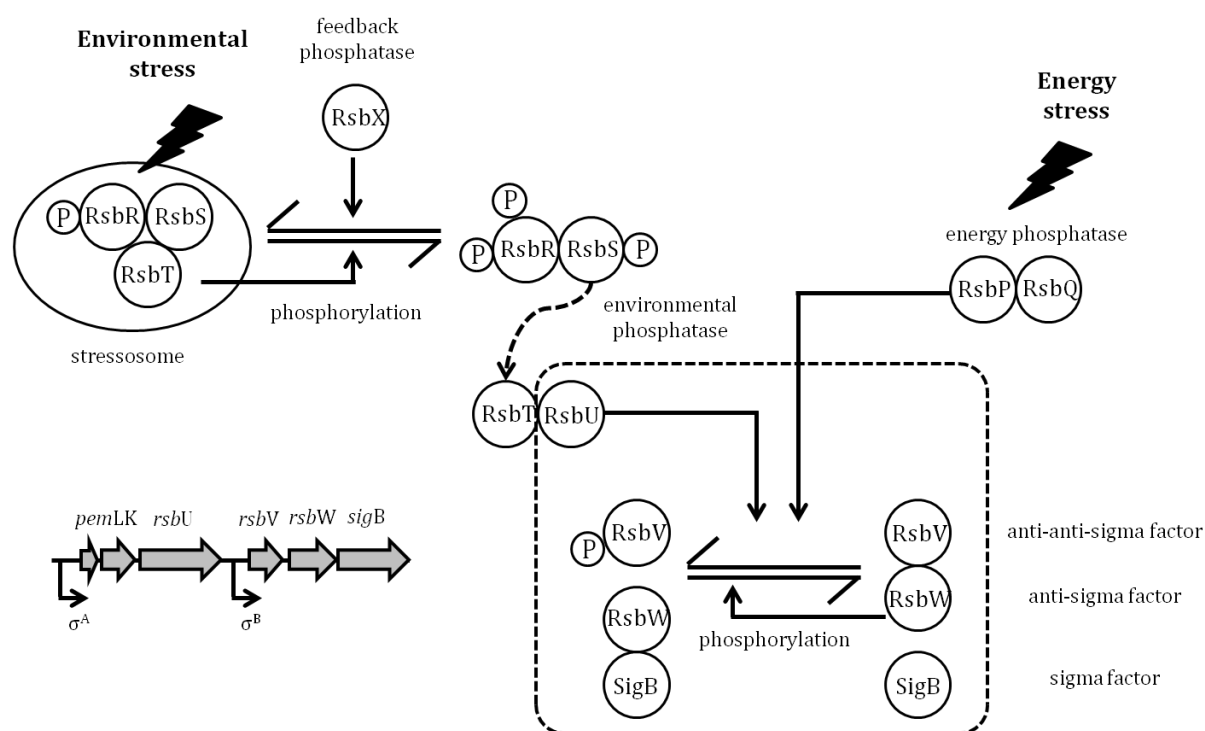 Environmental
stress
feedback
phosphatase
RsbX
Energy
stress
P
RsbR
RsbS
RsbT
stressosome
phosphorylation
P
P
RsbR
RsbS
P
environmental
phosphatase
energy phosphatase
RsbP
RsbQ
RsbT
RsbU
pemLK
rsbU
rsbV
rsbW
sigB
σA
σB
RsbV
P
RsbW
SigB
phosphorylation
RsbV
RsbW
SigB
anti-anti-sigma factor
anti-sigma factor
sigma factor